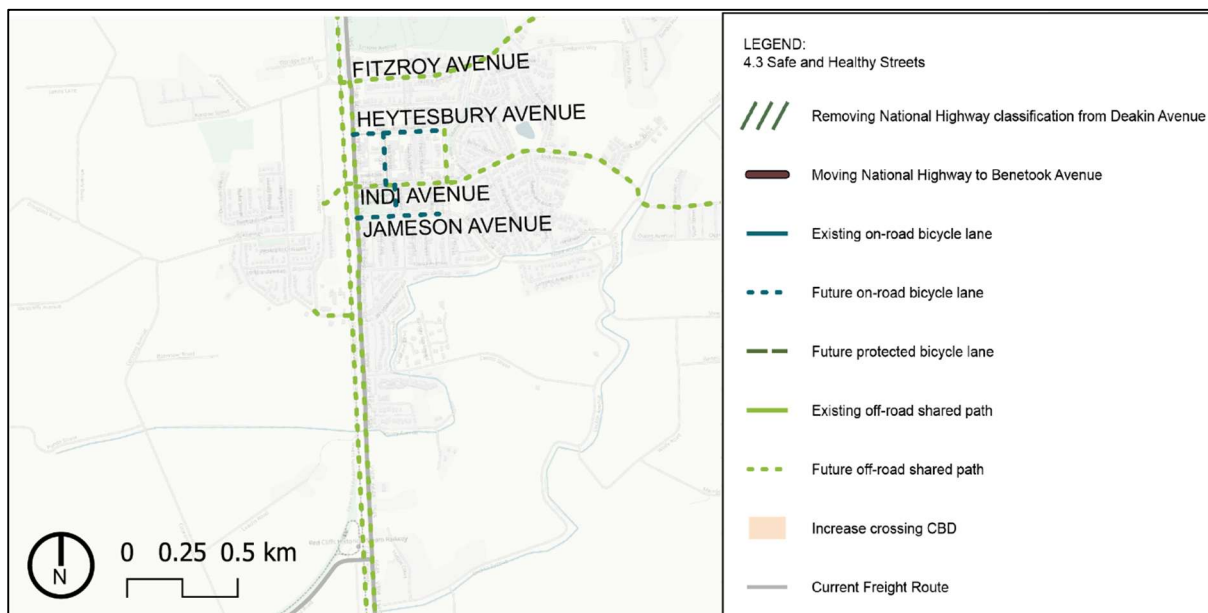 FITZROY AVENUE
HEYTESBURY AVENUE
INDI AVENUE
JAMESON AVENUE
N
0 0.25 0.5 km
LEGEND:
4.3 Safe and Healthy Streets
Removing National Highway classification from Deakin Avenue
Moving National Highway to Benetook Avenue
Existing on-road bicycle lane
Future on-road bicycle lane
Future protected bicycle lane
Existing off-road shared path
Future off-road shared path
Increase crossing CBD
Current Freight Route